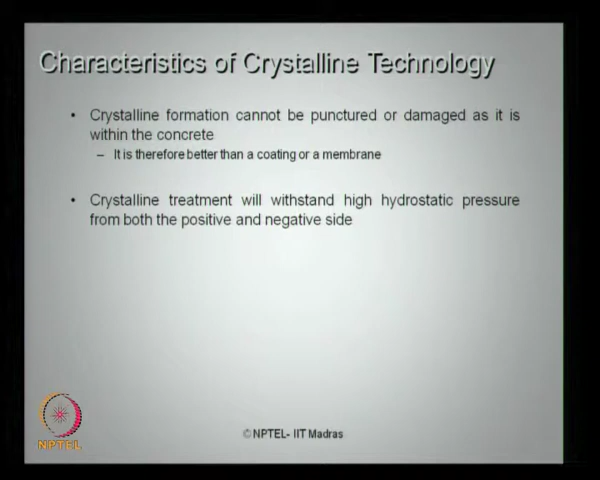 Characteristics of Crystalline Technology
• Crystalline formation cannot be punctured or damaged as it is
within the concrete
– It is therefore better than a coating or a membrane
• Crystalline treatment will withstand high hydrostatic pressure
from both the positive and negative side
NPTEL
© NPTEL- IIT Madras